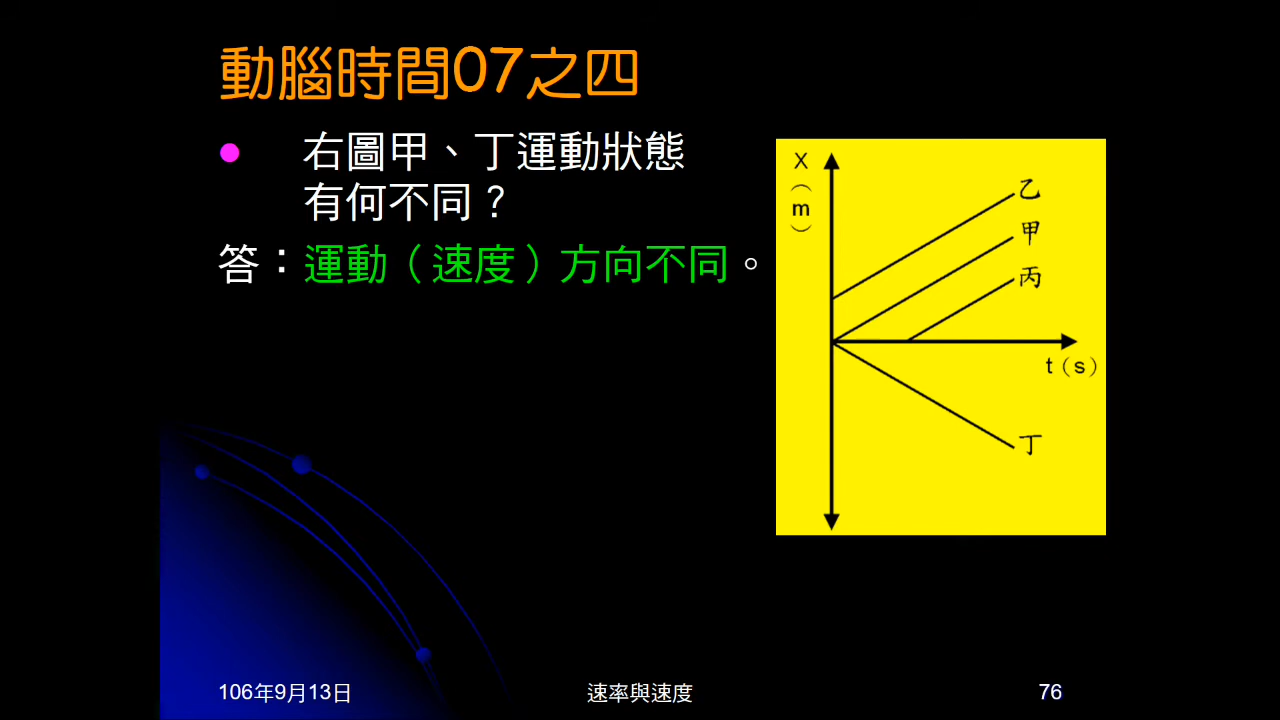 動腦時間07之四
右圖甲、丁運動狀態
有何不同？
答：運動（速度）方向不同。
X
（m）
乙
甲
丙
t（s）
丁
106年9月13日
速率與速度
76